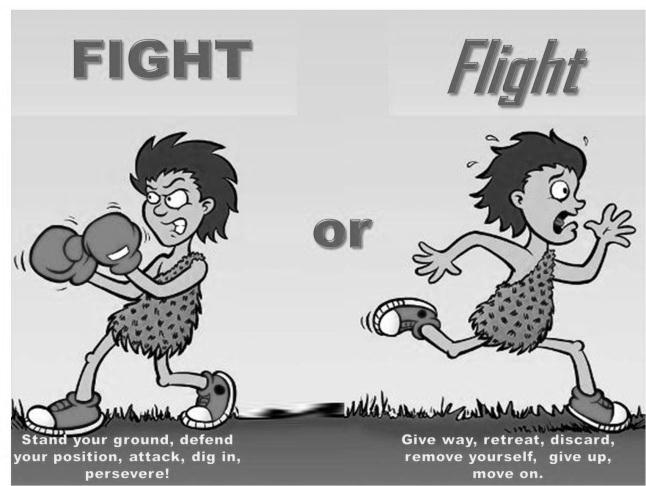 FIGHT
or
Flight
Stand your ground, defend
your position, attack, dig in,
persevere!
Give way, retreat, discard,
remove yourself, give up,
move on.